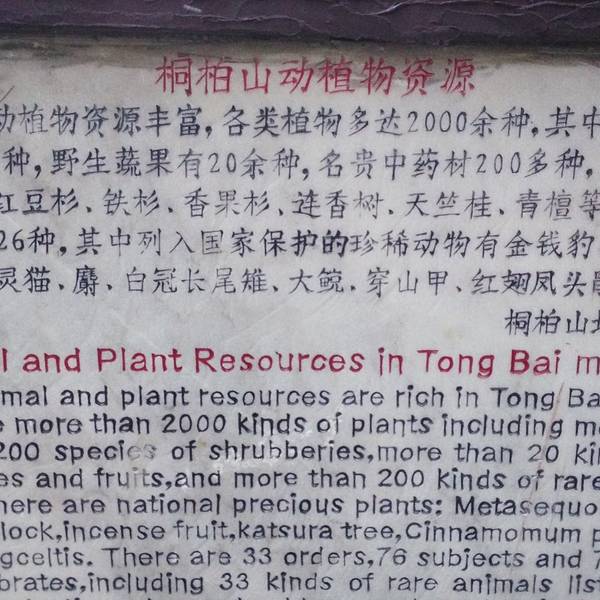 桐柏山动植物资源
动植物资源丰富,各类植物多达2000余种,其中
种,野生蔬果有20余种,名贵中药材200多种,
红豆杉、铁杉、香果杉、连香树、天竺桂、青檀等
26种,其中列入国家保护的珍稀动物有金钱豹
灵猫、麝、白冠长尾雉、大鲵、穿山甲、红翅凤头鹃
桐柏山
l and Plant Resources in Tong Bai m
mal and plant resources are rich in Tong Ba
e more than 2000 kinds of plants including mo
200 species of shrubberies,more than 20 kin
es and fruits,and more than 200 kinds of rare
here are national precious plants: Metasequo
lock,incense fruit,katsura tree,Cinnamomum p
gceltis. There are 33 orders,76 subjects and 7
brates,including 33 kinds of rare animals list